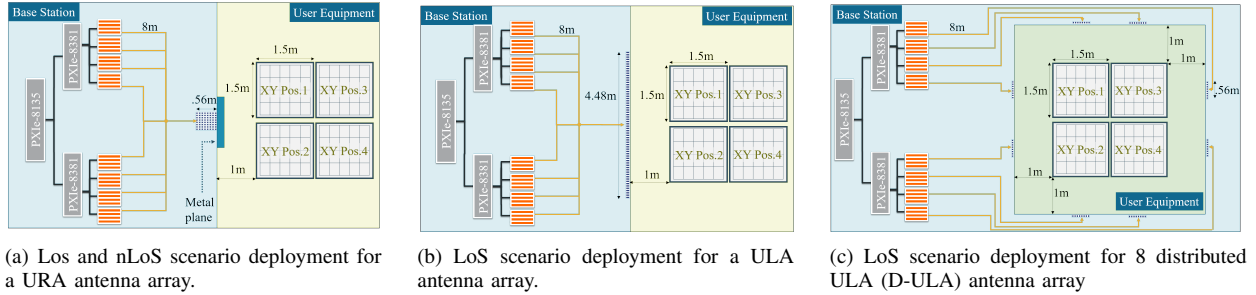 Base Station
User Equipment
8m
PXIe-8381
PXIe-8135
PXIe-8381
.56m
1.5m
1.5m
XY Pos.1
XY Pos.3
XY Pos.2
XY Pos.4
1m
Metal
plane
(a) Los and nLoS scenario deployment for
a URA antenna array.
Base Station
User Equipment
8m
PXIe-8381
PXIe-8135
PXIe-8381
4.48m
1.5m
1.5m
XY Pos.1
XY Pos.3
XY Pos.2
XY Pos.4
1m
(b) LoS scenario deployment for a ULA
antenna array.
Base Station
8m
PXIe-8381
PXIe-8135
PXIe-8381
1m
1m
1.5m
1.5m
.56m
XY Pos.1
XY Pos.3
XY Pos.2
XY Pos.4
1m
1m
User Equipment
(c) LoS scenario deployment for 8 distributed
ULA (D-ULA) antenna array